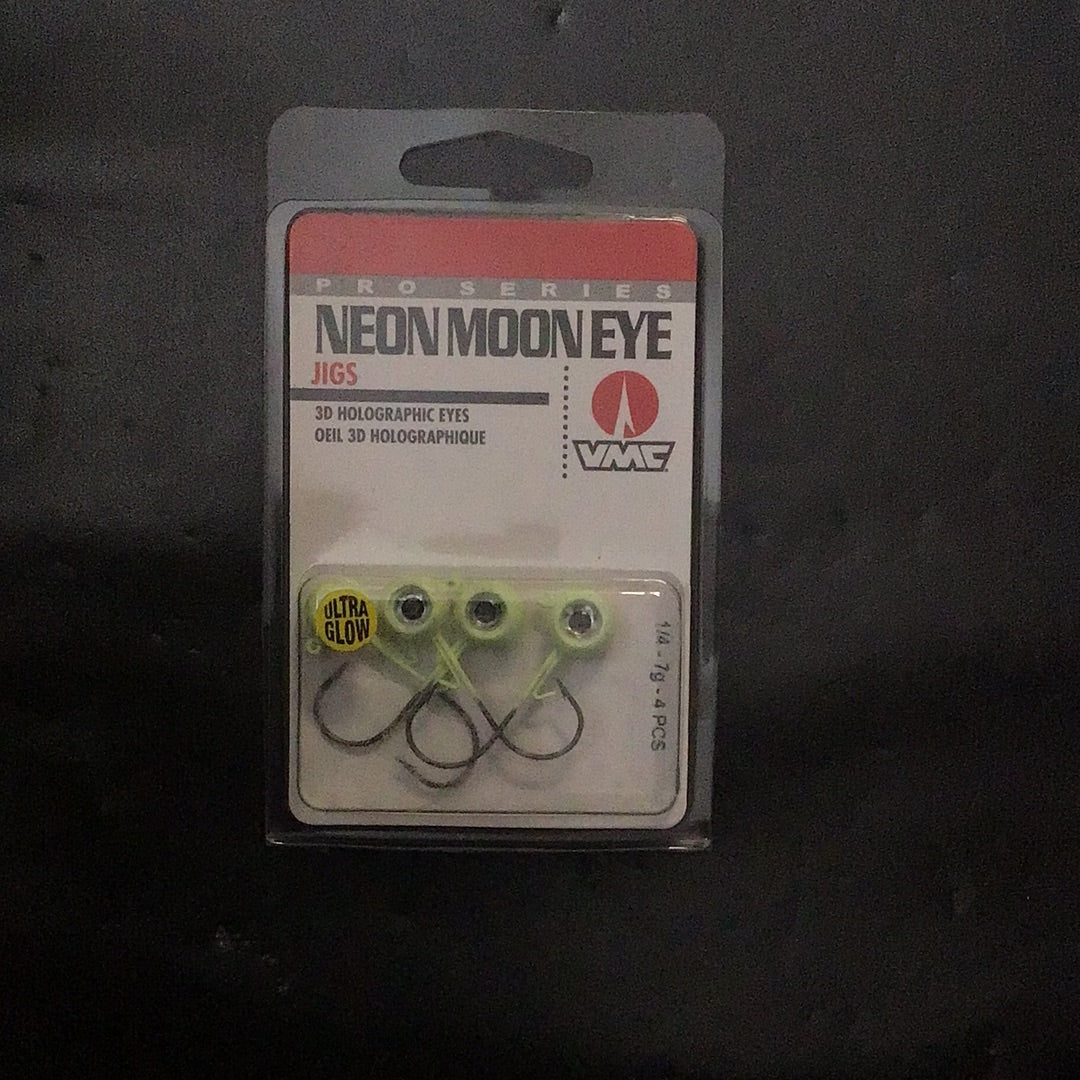 PRO SERIES
NEON MOON EYE
JIGS
3D HOLOGRAPHIC EYES
OEIL 3D HOLOGRAPHIQUE
VMC
ULTRA
GLOW
1/4 - 7g - 4 PCS